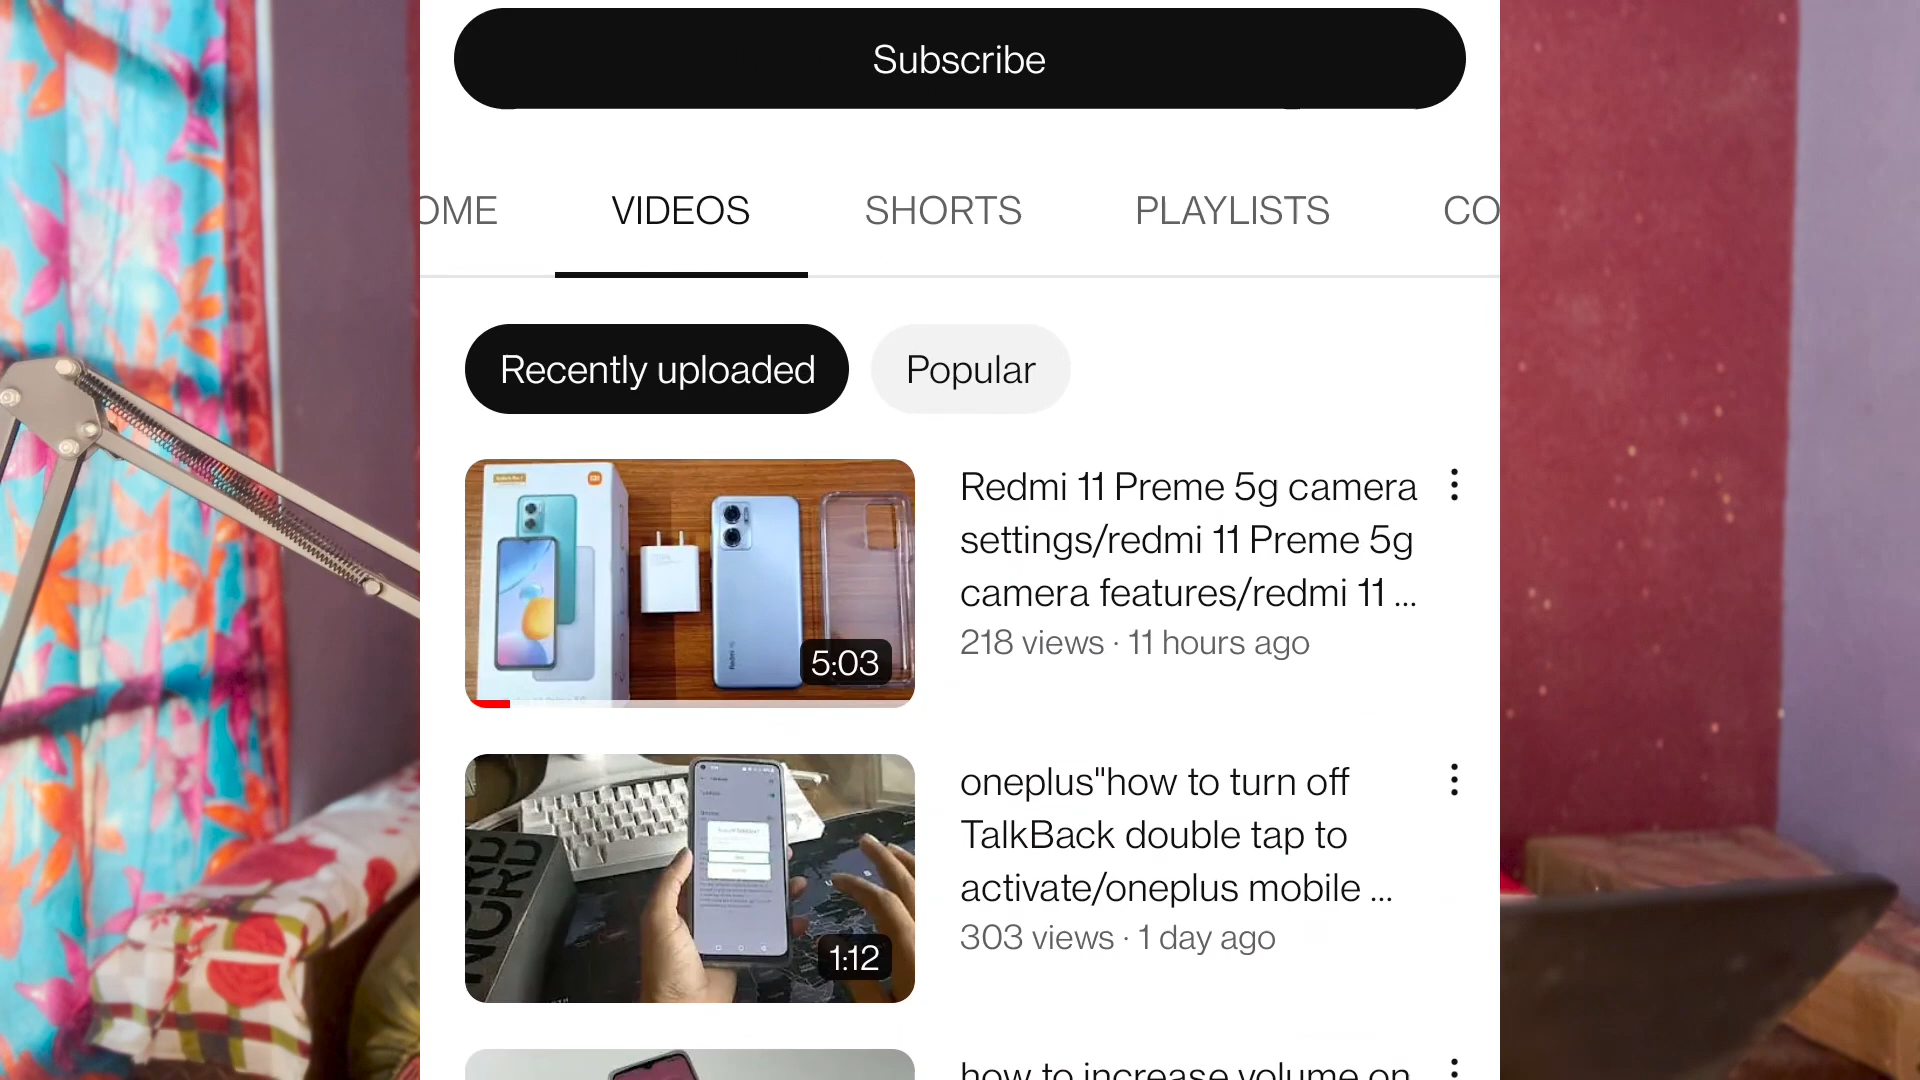 Subscribe
OME VIDEOS SHORTS PLAYLISTS CO
Recently uploaded Popular
Redmi 11 Preme 5g camera
settings/redmi 11 Preme 5g
camera features/redmi 11 ...
218 views · 11 hours ago
5:03
oneplus"how to turn off
TalkBack double tap to
activate/oneplus mobile ...
303 views · 1 day ago
NORD
1:12
how to increase volume on